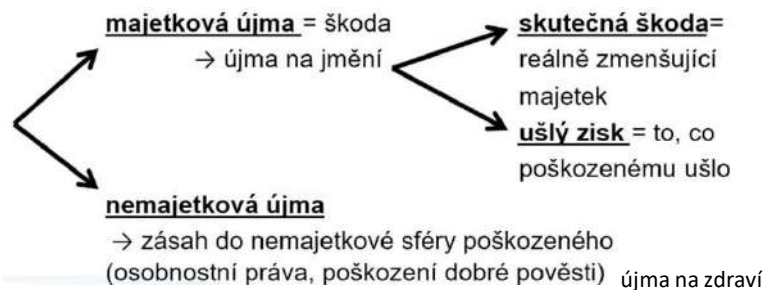 majetková újma = škoda
→ újma na jmění
skutečná škoda=
reálně zmenšující
majetek
ušlý zisk = to, co
poškozenému ušlo
nemajetková újma
→ zásah do nemajetkové sféry poškozeného
(osobnostní práva, poškození dobré pověsti) újma na zdraví